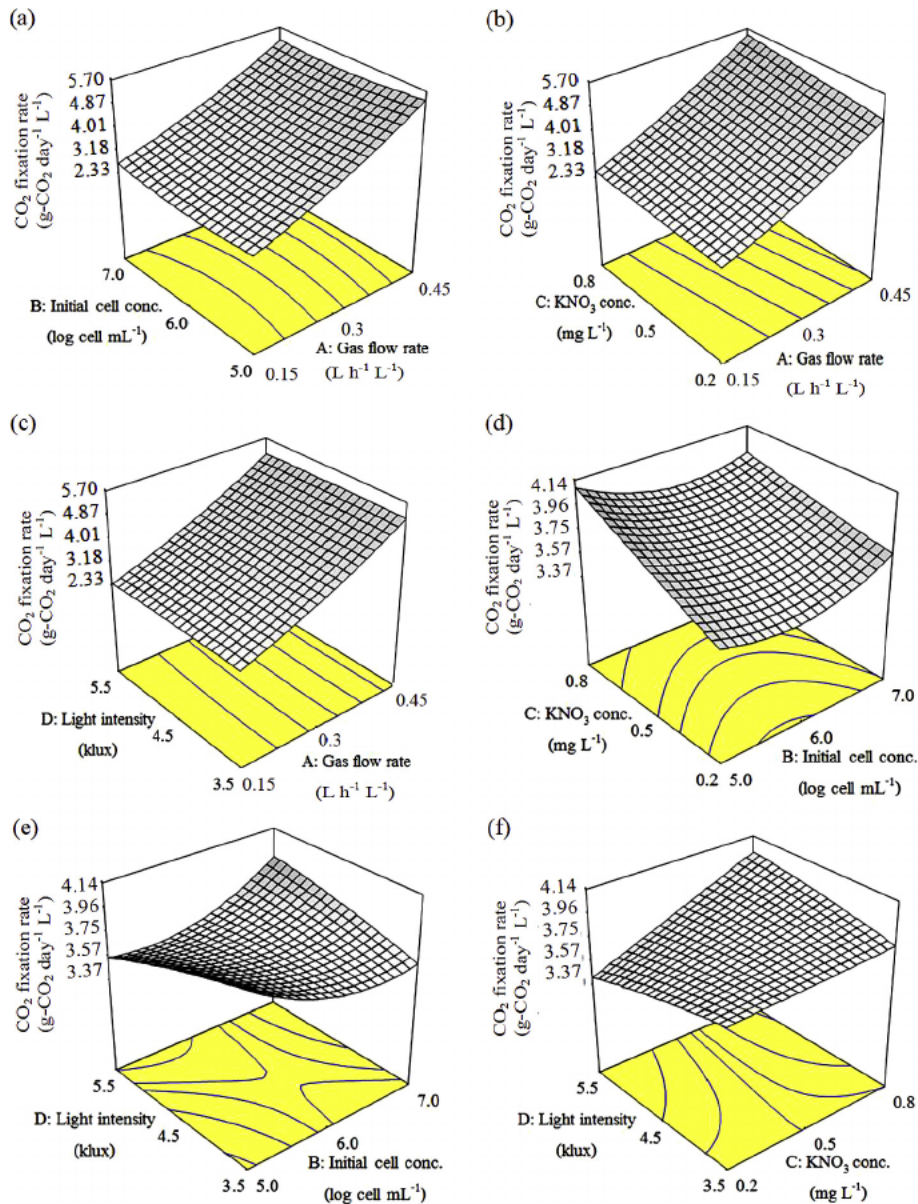 (a)
CO₂ fixation rate
(g-CO₂ day⁻¹ L⁻¹)
5.70
4.87
4.01
3.18
2.33
7.0
6.0
5.0
B: Initial cell conc.
(log cell mL⁻¹)
0.15
0.3
0.45
A: Gas flow rate
(L h⁻¹ L⁻¹)
(b)
CO₂ fixation rate
(g-CO₂ day⁻¹ L⁻¹)
5.70
4.87
4.01
3.18
2.33
0.8
0.5
0.2
C: KNO₃ conc.
(mg L⁻¹)
0.15
0.3
0.45
A: Gas flow rate
(L h⁻¹ L⁻¹)
(c)
CO₂ fixation rate
(g-CO₂ day⁻¹ L⁻¹)
5.70
4.87
4.01
3.18
2.33
5.5
4.5
3.5
D: Light intensity
(klux)
0.15
0.3
0.45
A: Gas flow rate
(L h⁻¹ L⁻¹)
(d)
CO₂ fixation rate
(g-CO₂ day⁻¹ L⁻¹)
4.14
3.96
3.75
3.57
3.37
0.8
0.5
0.2
C: KNO₃ conc.
(mg L⁻¹)
5.0
6.0
7.0
B: Initial cell conc.
(log cell mL⁻¹)
(e)
CO₂ fixation rate
(g-CO₂ day⁻¹ L⁻¹)
4.14
3.96
3.75
3.57
3.37
5.5
4.5
3.5
D: Light intensity
(klux)
5.0
6.0
7.0
B: Initial cell conc.
(log cell mL⁻¹)
(f)
CO₂ fixation rate
(g-CO₂ day⁻¹ L⁻¹)
4.14
3.96
3.75
3.57
3.37
5.5
4.5
3.5
D: Light intensity
(klux)
0.2
0.5
0.8
C: KNO₃ conc.
(mg L⁻¹)